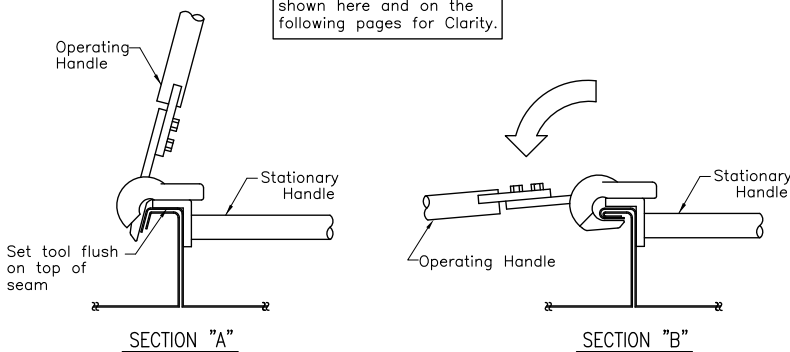 shown here and on the
following pages for Clarity.
Operating
Handle
Stationary
Handle
Set tool flush
on top of
seam
SECTION "A"
Stationary
Handle
Operating Handle
SECTION "B"